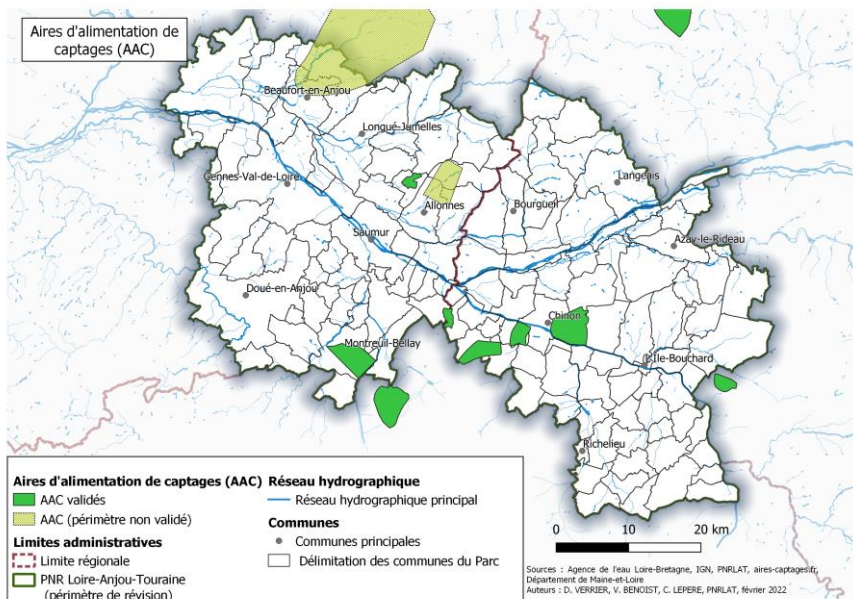 Aires d'alimentation de
captages (AAC)
Beaufort-en-Anjou
Longué-Jumelles
Gennes-Val-de-Loire
Langeais
Allonnes
Bourgueil
Saumur
Azay-le-Rideau
Doué-en-Anjou
Chinon
Montreuil-Bellay
L'Île-Bouchard
Richelieu
Aires d'alimentation de captages (AAC)
AAC validés
AAC (périmètre non validé)
Limites administratives
Limite régionale
PNR Loire-Anjou-Touraine
(périmètre de révision)
Réseau hydrographique
Réseau hydrographique principal
Communes
Communes principales
Délimitation des communes du Parc
0 10 20 km
Sources : Agence de l'eau Loire-Bretagne, IGN, PNRLAT, aires-captages.fr,
Département de Maine-et-Loire
Auteurs : D. VERRIER, V. BENOIST, C. LEPERE, PNRLAT, février 2022